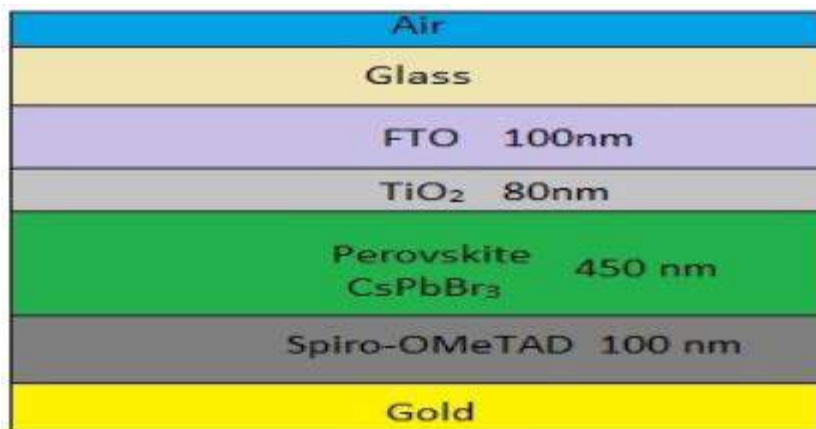 Air
Glass
FTO 100nm
TiO₂ 80nm
Perovskite
CsPbBr₃ 450 nm
Spiro-OMeTAD 100 nm
Gold